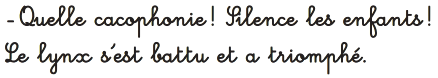 - Quelle cacophonie ! Silence les enfants !
Le lynx s'est battu et a triomphé.